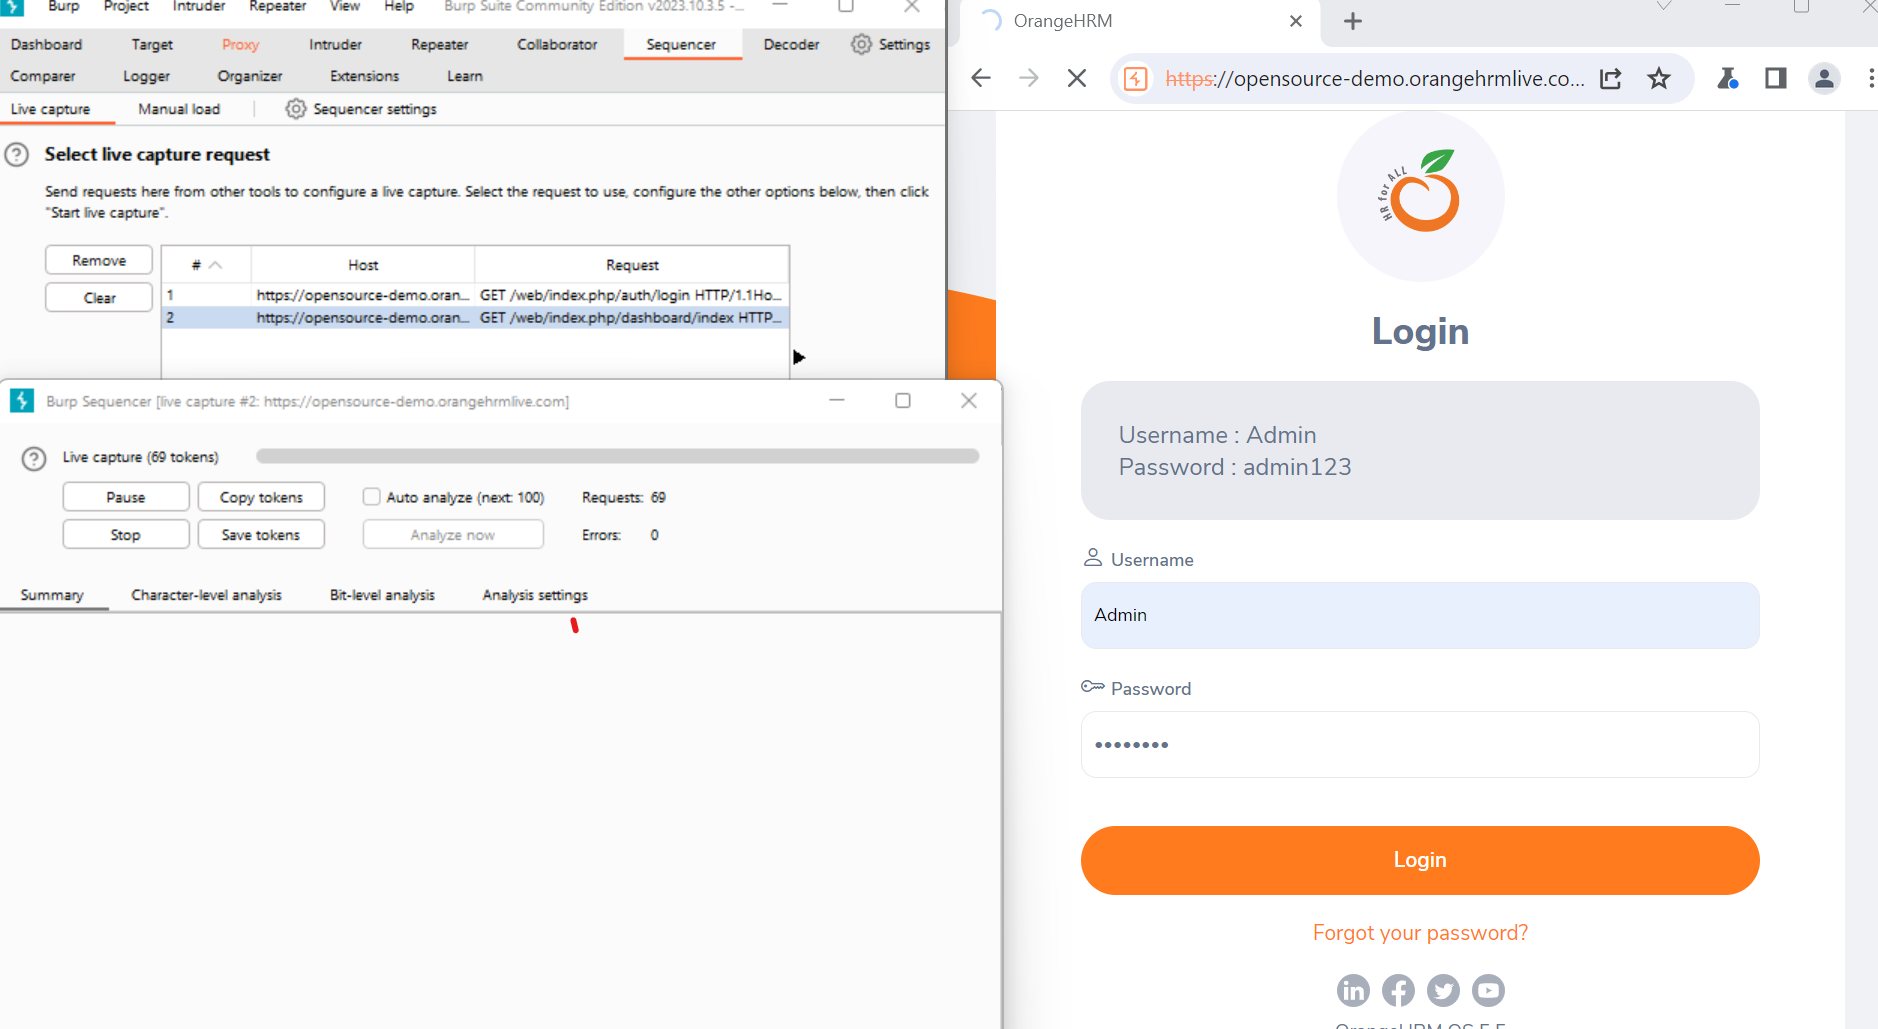 Burp Project Intruder Repeater View Help Burp Suite Community Edition v2023.10.3.5 -...
Dashboard Target Proxy Intruder Repeater Collaborator Sequencer Decoder Settings
Comparer Logger Organizer Extensions Learn
Live capture Manual load Sequencer settings
Select live capture request
Send requests here from other tools to configure a live capture. Select the request to use, configure the other options below, then click
"Start live capture".
Remove
Clear
# Host Request
1 https://opensource-demo.oran... GET /web/index.php/auth/login HTTP/1.1Ho...
2 https://opensource-demo.oran... GET /web/index.php/dashboard/index HTTP...
Burp Sequencer [live capture #2: https://opensource-demo.orangehrmlive.com]
Live capture (69 tokens)
Pause Copy tokens Auto analyze (next: 100) Requests: 69
Stop Save tokens Analyze now Errors: 0
Summary Character-level analysis Bit-level analysis Analysis settings
OrangeHRM
https://opensource-demo.orangehrmlive.co...
HR for ALL
Login
Username : Admin
Password : admin123
Username
Admin
Password
••••••••
Login
Forgot your password?
OrangeHRM OS 5.5